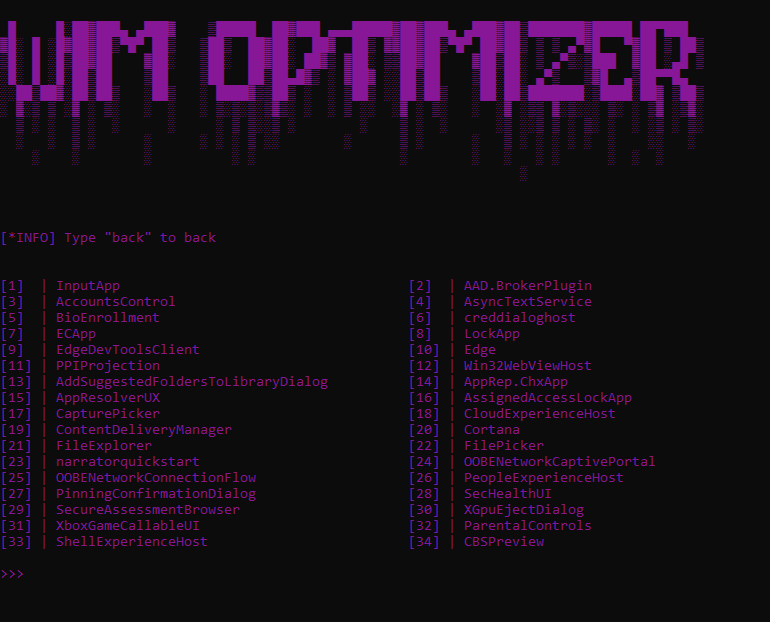 [*INFO] Type "back" to back
[1] | InputApp [2] | AAD.BrokerPlugin
[3] | AccountsControl [4] | AsyncTextService
[5] | BioEnrollment [6] | creddialoghost
[7] | ECApp [8] | LockApp
[9] | EdgeDevToolsClient [10] | Edge
[11] | PPIProjection [12] | Win32WebViewHost
[13] | AddSuggestedFoldersToLibraryDialog [14] | AppRep.ChxApp
[15] | AppResolverUX [16] | AssignedAccessLockApp
[17] | CapturePicker [18] | CloudExperienceHost
[19] | ContentDeliveryManager [20] | Cortana
[21] | FileExplorer [22] | FilePicker
[23] | narratorquickstart [24] | OOBENetworkCaptivePortal
[25] | OOBENetworkConnectionFlow [26] | PeopleExperienceHost
[27] | PinningConfirmationDialog [28] | SecHealthUI
[29] | SecureAssessmentBrowser [30] | XGpuEjectDialog
[31] | XboxGameCallableUI [32] | ParentalControls
[33] | ShellExperienceHost [34] | CBSPreview
>>>